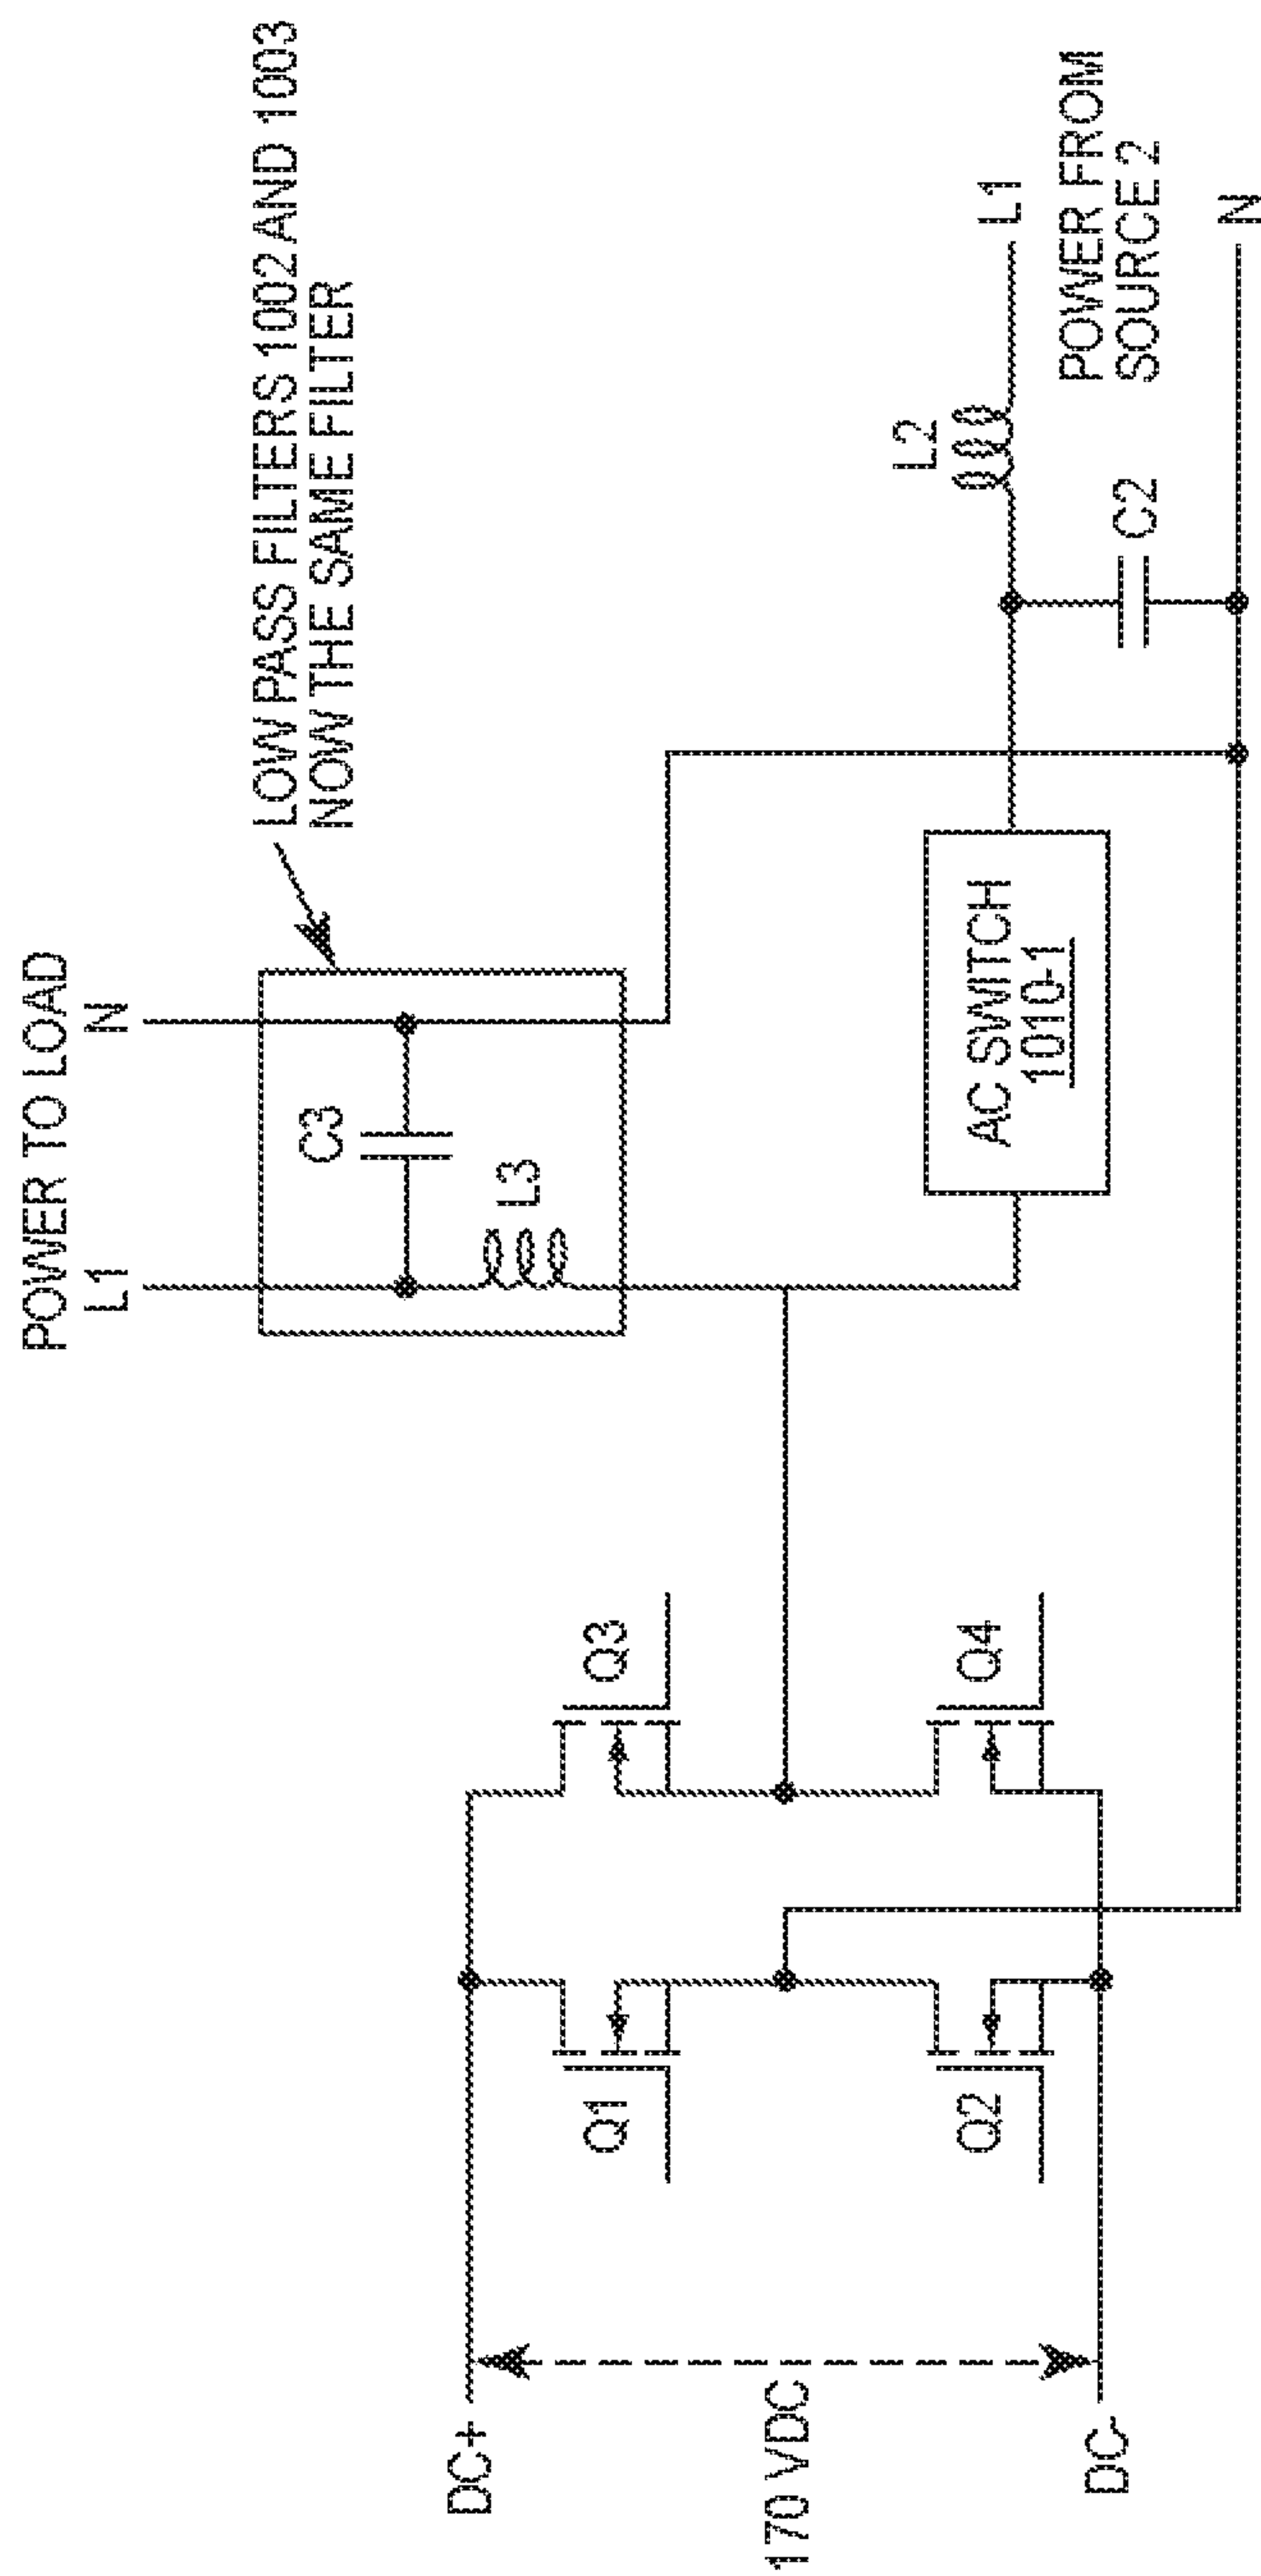 POWER TO LOAD
L1
N
LOW PASS FILTERS 1002 AND 1003
NOW THE SAME FILTER
C3
L3
DC+
Q1
Q3
170 VDC
Q2
Q4
DC-
AC SWITCH
1010-1
L2
L1
C2
POWER FROM
SOURCE 2
N